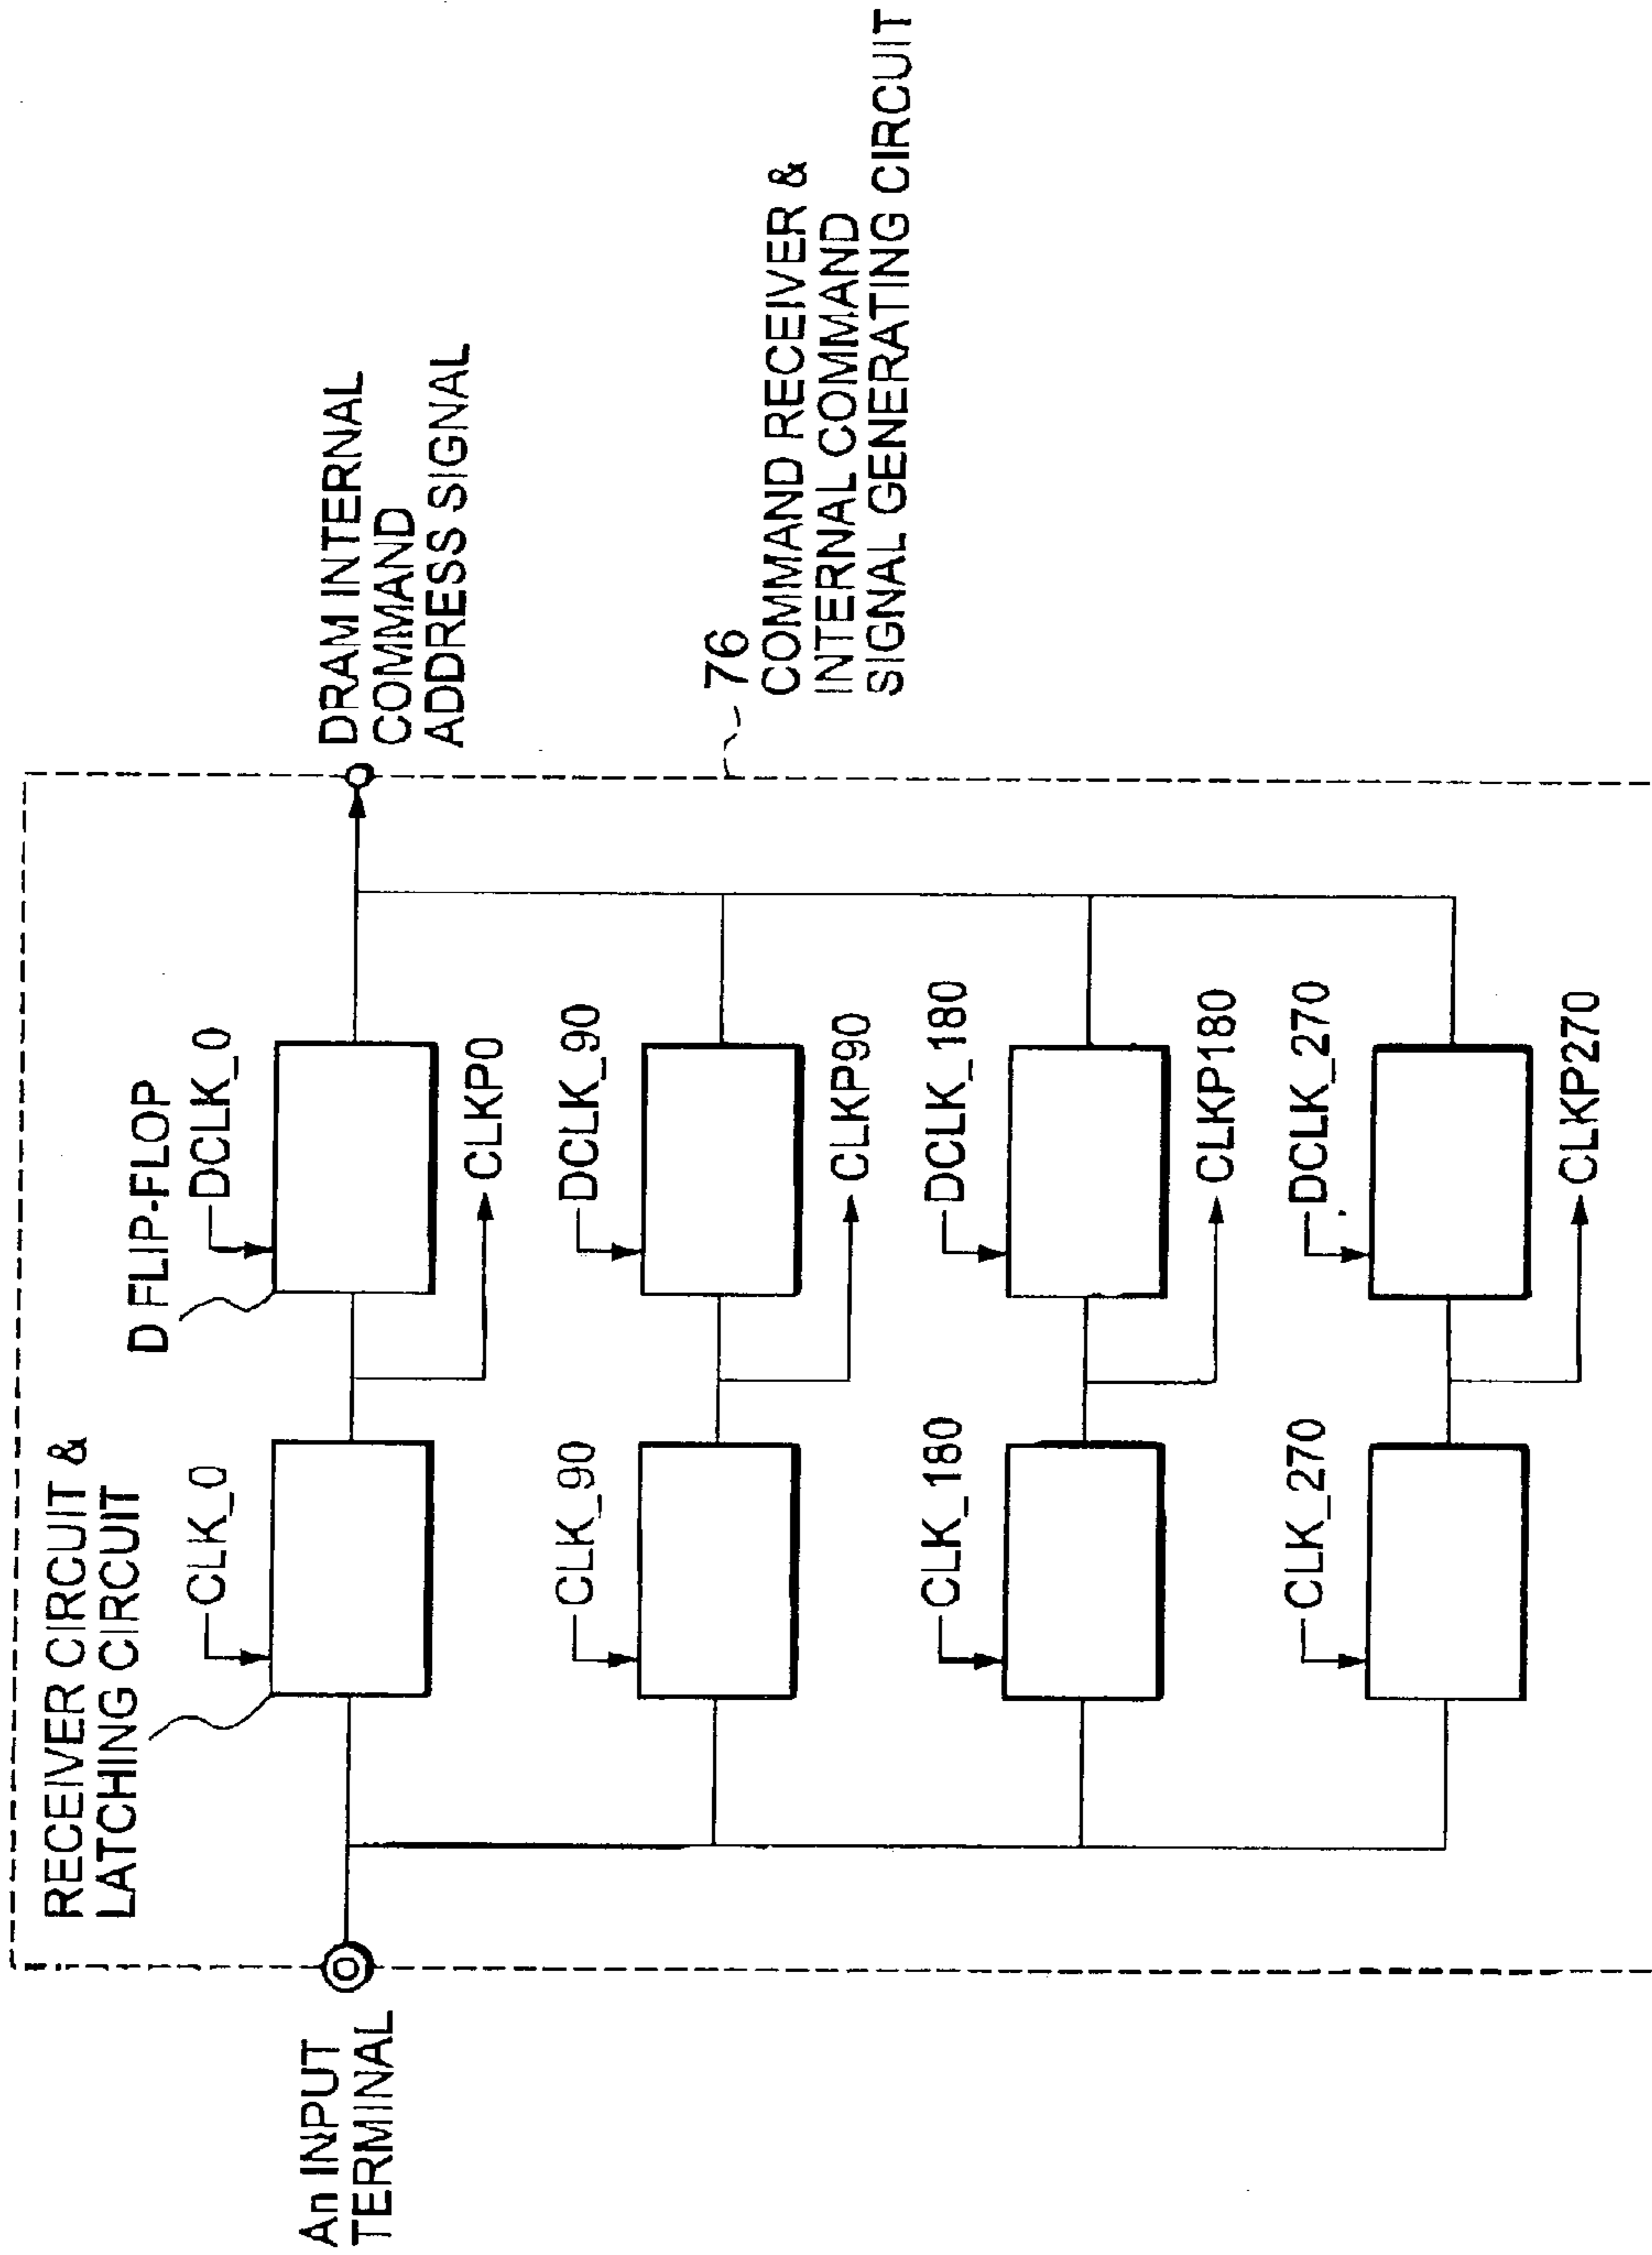 RECEIVER CIRCUIT &
LATCHING CIRCUIT
D FLIP-FLOP
CLK_0
DCLK_0
CLKP0
CLK_90
DCLK_90
CLKP90
CLK_180
DCLK_180
CLKP180
CLK_270
DCLK_270
CLKP270
An INPUT
TERMINAL
DRAM INTERNAL
COMMAND
ADDRESS SIGNAL
76
COMMAND RECEIVER &
INTERNAL COMMAND
SIGNAL GENERATING CIRCUIT